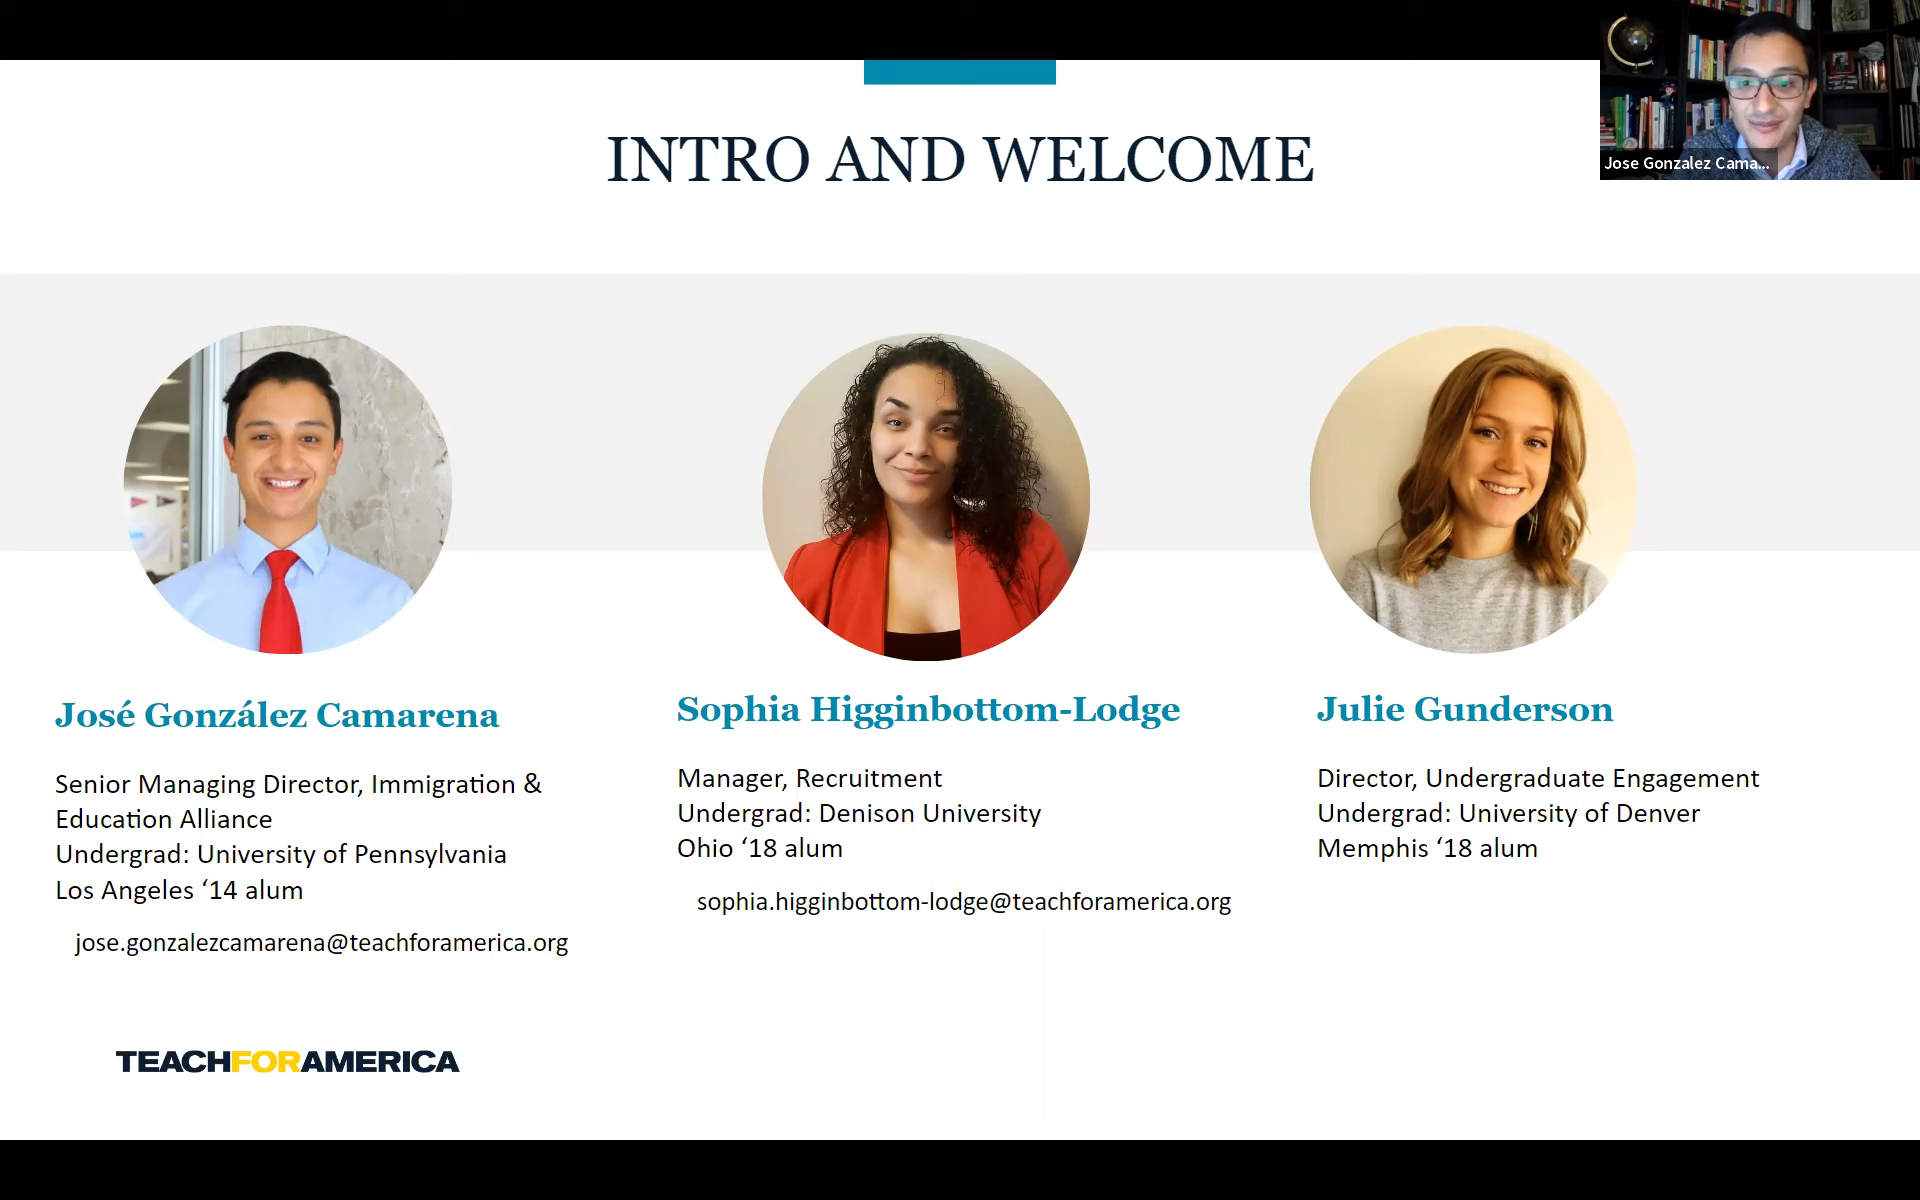 INTRO AND WELCOME
Read
Jose Gonzalez Cama...
José González Camarena
Senior Managing Director, Immigration &
Education Alliance
Undergrad: University of Pennsylvania
Los Angeles ‘14 alum
jose.gonzalezcamarena@teachforamerica.org
Sophia Higginbottom-Lodge
Manager, Recruitment
Undergrad: Denison University
Ohio ‘18 alum
sophia.higginbottom-lodge@teachforamerica.org
Julie Gunderson
Director, Undergraduate Engagement
Undergrad: University of Denver
Memphis ‘18 alum
TEACHFORAMERICA